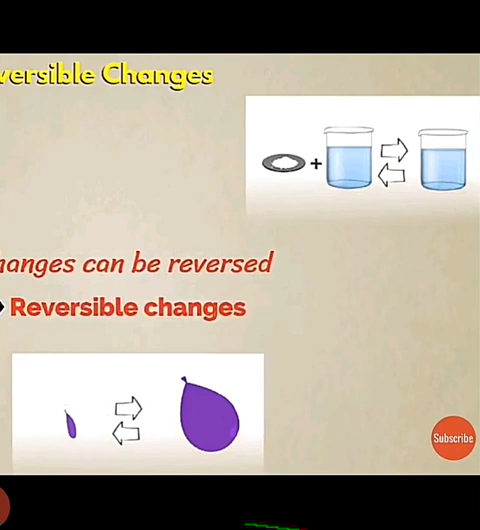 versible Changes
+
hanges can be reversed
Reversible changes
Subscribe